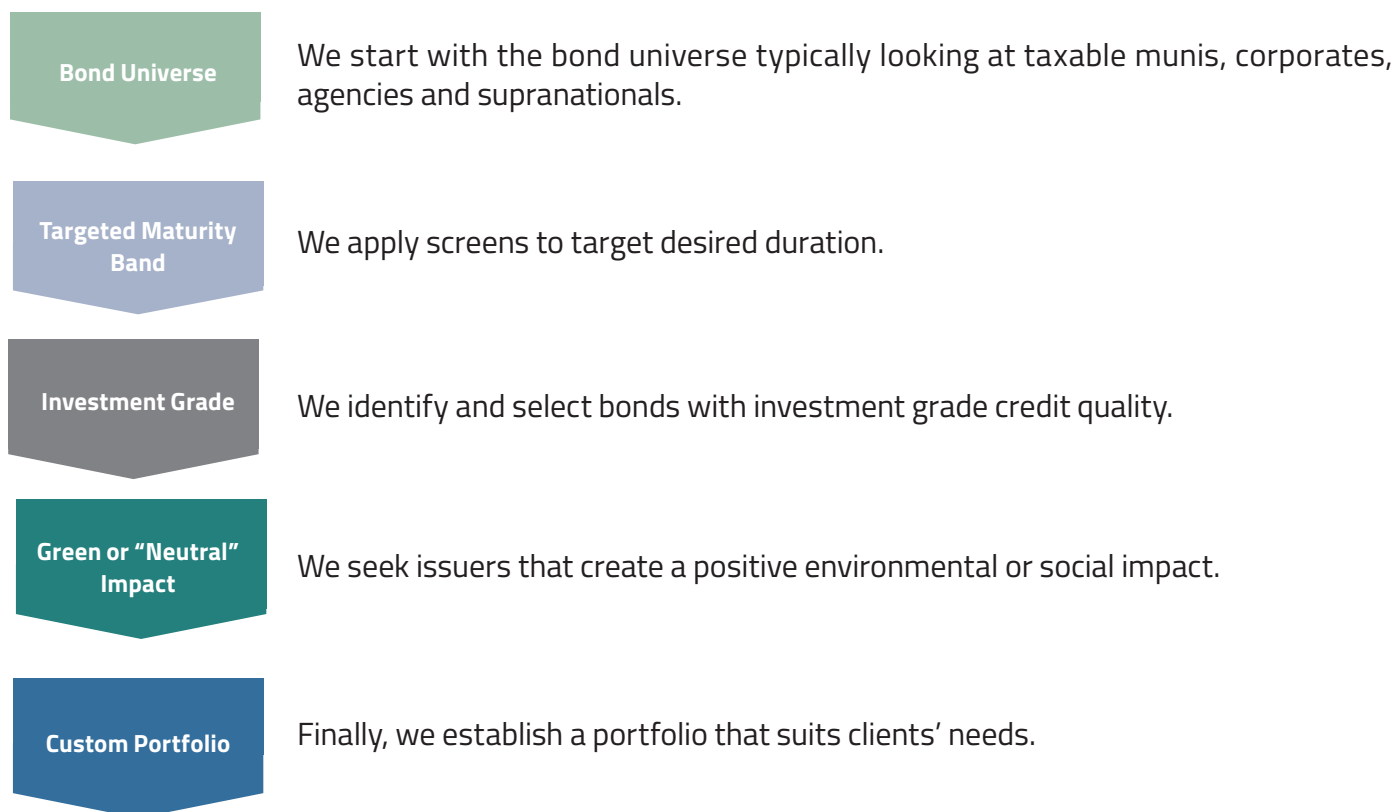 Bond Universe
We start with the bond universe typically looking at taxable munis, corporates,
agencies and supranationals.
Targeted Maturity
Band
We apply screens to target desired duration.
Investment Grade
We identify and select bonds with investment grade credit quality.
Green or “Neutral”
Impact
We seek issuers that create a positive environmental or social impact.
Custom Portfolio
Finally, we establish a portfolio that suits clients’ needs.